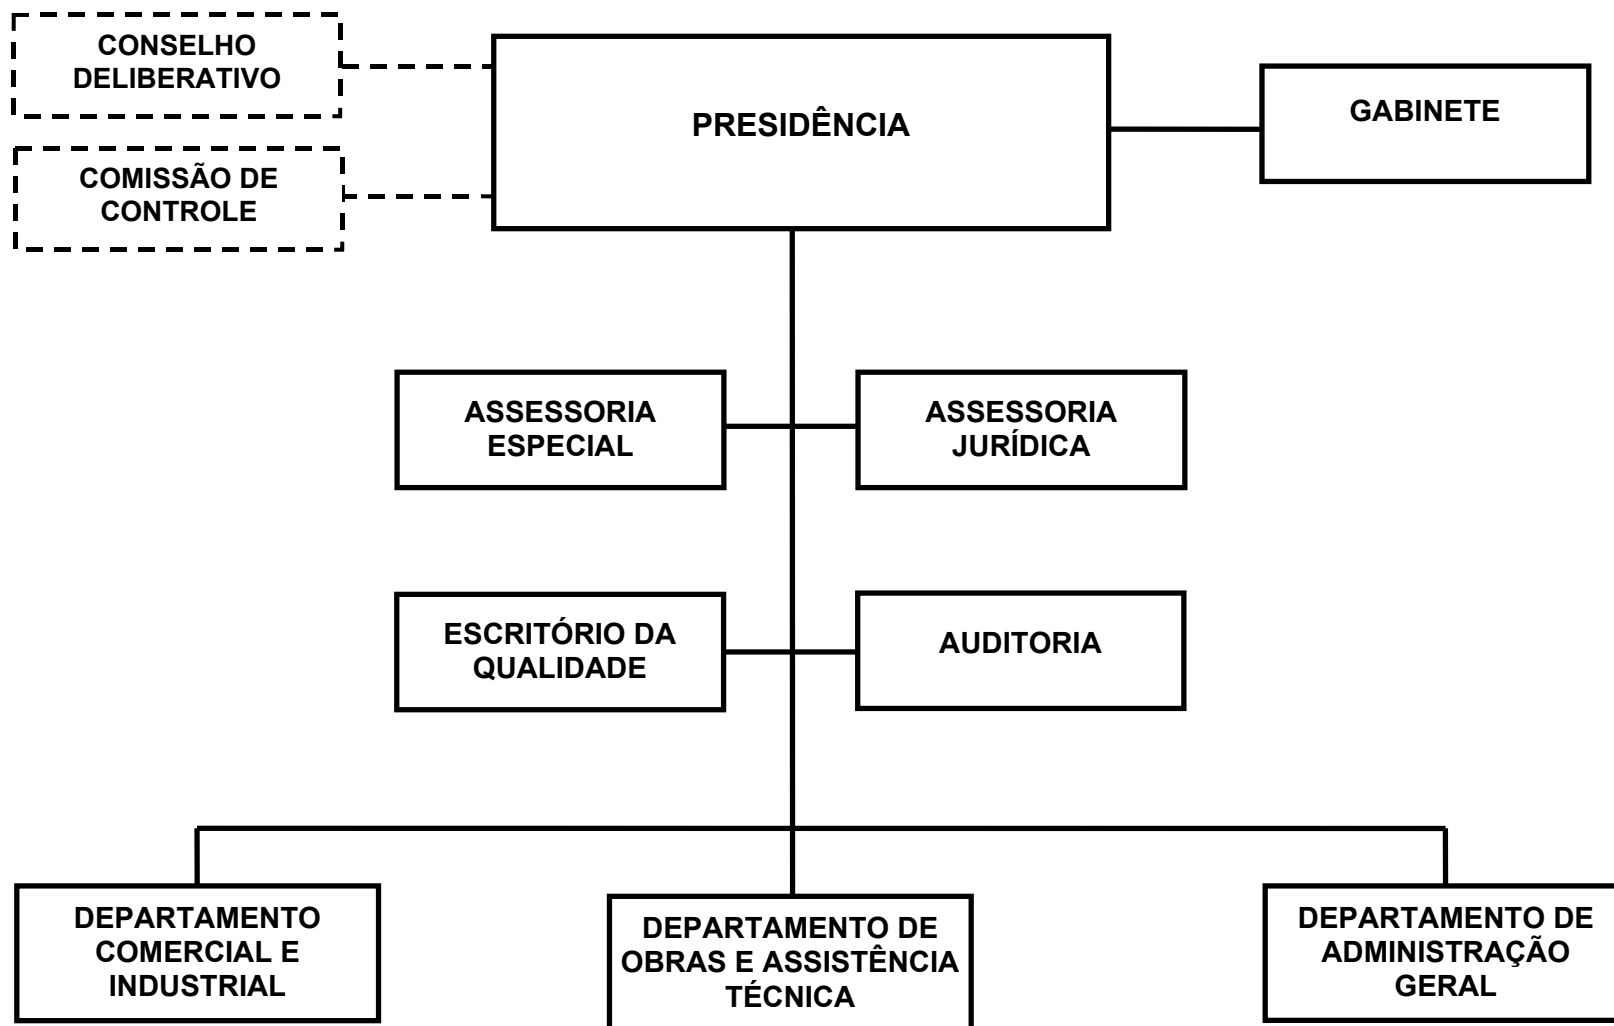 CONSELHO
DELIBERATIVO
PRESIDÊNCIA
GABINETE
COMISSÃO DE
CONTROLE
ASSESSORIA
ESPECIAL
ASSESSORIA
JURÍDICA
ESCRITÓRIO DA
QUALIDADE
AUDITORIA
DEPARTAMENTO
COMERCIAL E
INDUSTRIAL
DEPARTAMENTO DE
OBRAS E ASSISTÊNCIA
TÉCNICA
DEPARTAMENTO DE
ADMINISTRAÇÃO
GERAL